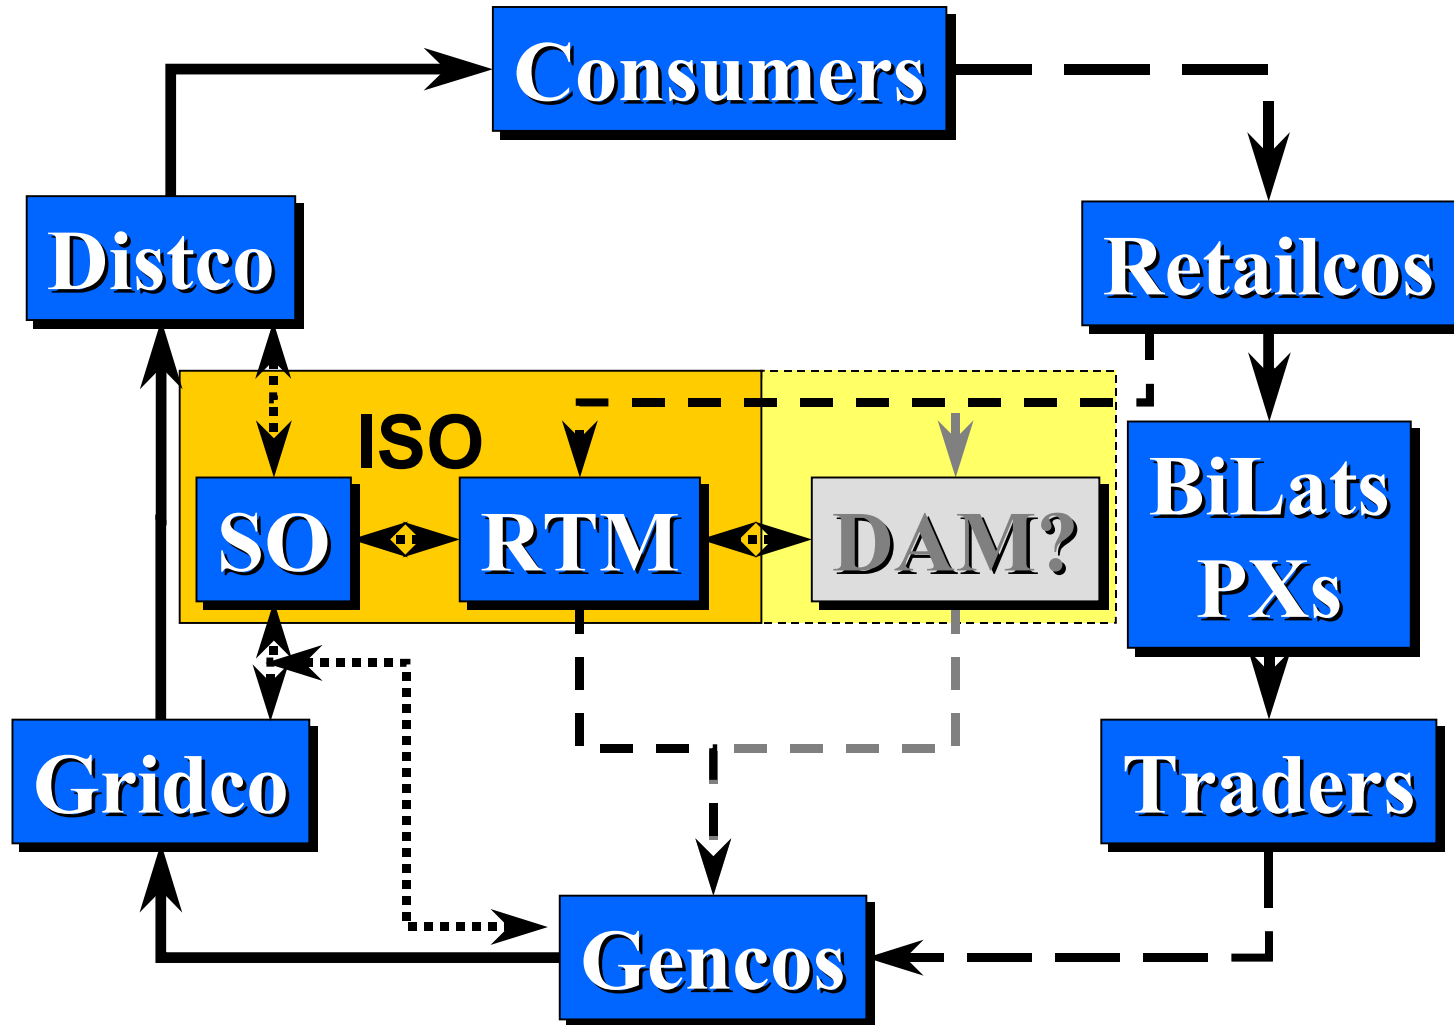 Consumers
Distco
Retailcos
ISO
SO
RTM
DAM?
BiLats
PXs
Gridco
Traders
Gencos